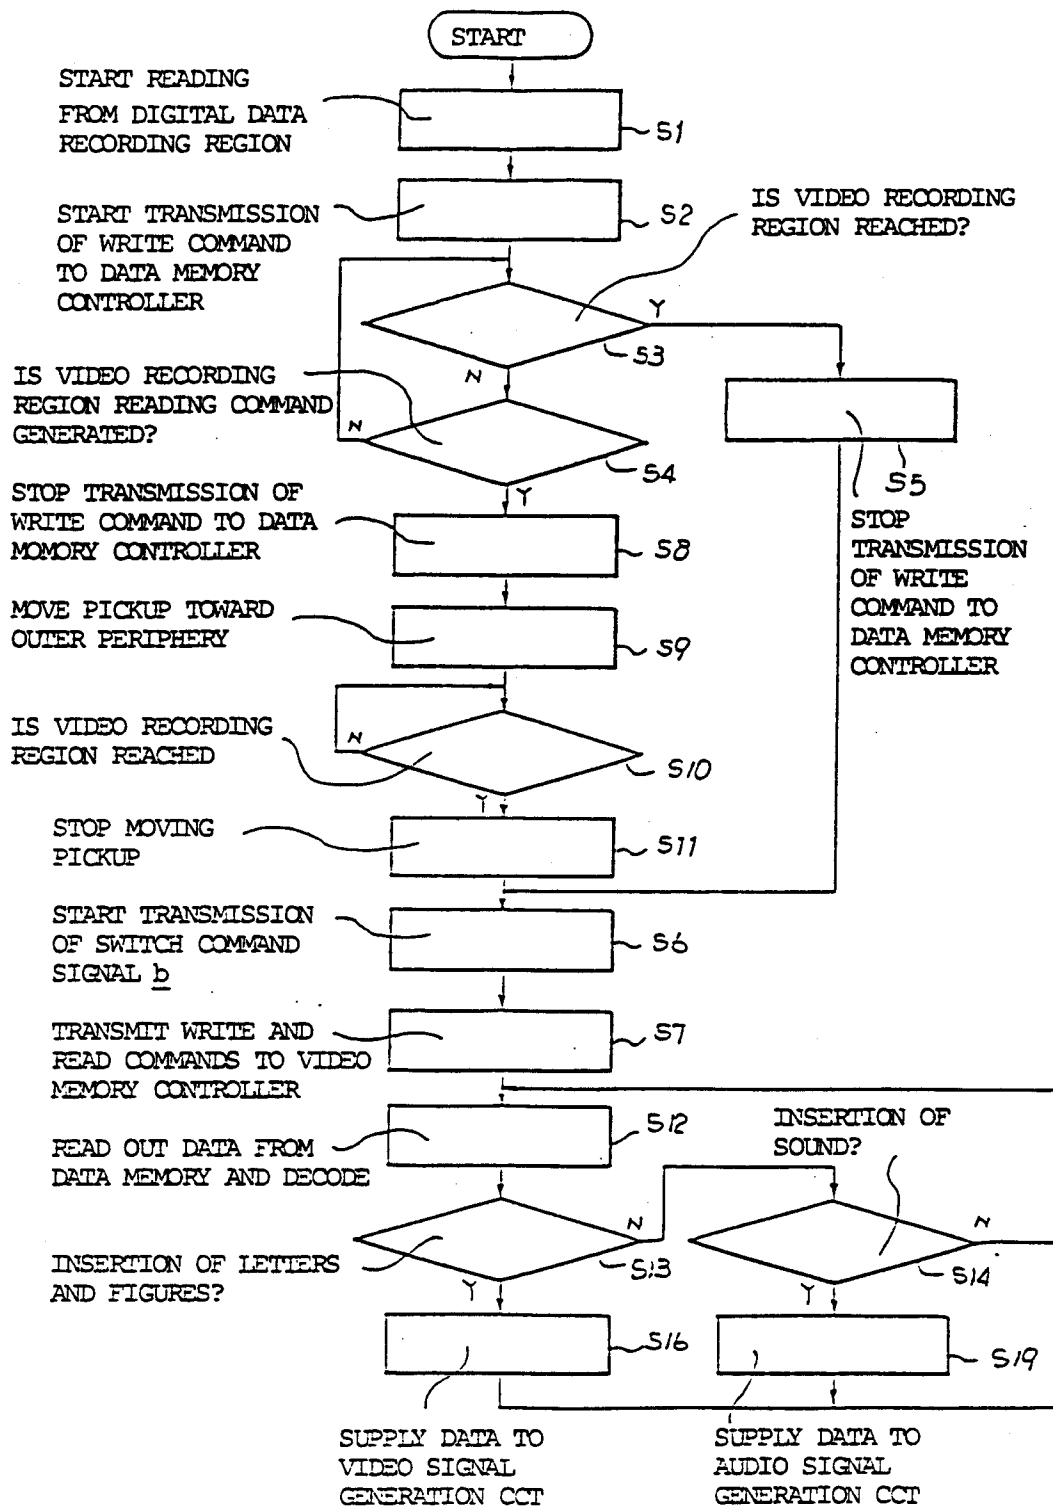 START
START READING
FROM DIGITAL DATA
RECORDING REGION
S1
START TRANSMISSION
OF WRITE COMMAND
TO DATA MEMORY
CONTROLLER
S2
IS VIDEO RECORDING
REGION REACHED?
Y
S3
N
IS VIDEO RECORDING
REGION READING COMMAND
GENERATED?
N
S4
Y
S5
STOP
TRANSMISSION
OF WRITE
COMMAND TO
DATA MEMORY
CONTROLLER
STOP TRANSMISSION OF
WRITE COMMAND TO DATA
MOMORY CONTROLLER
S8
MOVE PICKUP TOWARD
OUTER PERIPHERY
S9
IS VIDEO RECORDING
REGION REACHED
N
S10
Y
STOP MOVING
PICKUP
S11
START TRANSMISSION
OF SWITCH COMMAND
SIGNAL b
S6
TRANSMIT WRITE AND
READ COMMANDS TO VIDEO
MEMORY CONTROLLER
S7
READ OUT DATA FROM
DATA MEMORY AND DECODE
S12
INSERTION OF
SOUND?
INSERTION OF LETTERS
AND FIGURES?
N
S13
Y
N
S14
Y
S16
S19
SUPPLY DATA TO
VIDEO SIGNAL
GENERATION CCT
SUPPLY DATA TO
AUDIO SIGNAL
GENERATION CCT